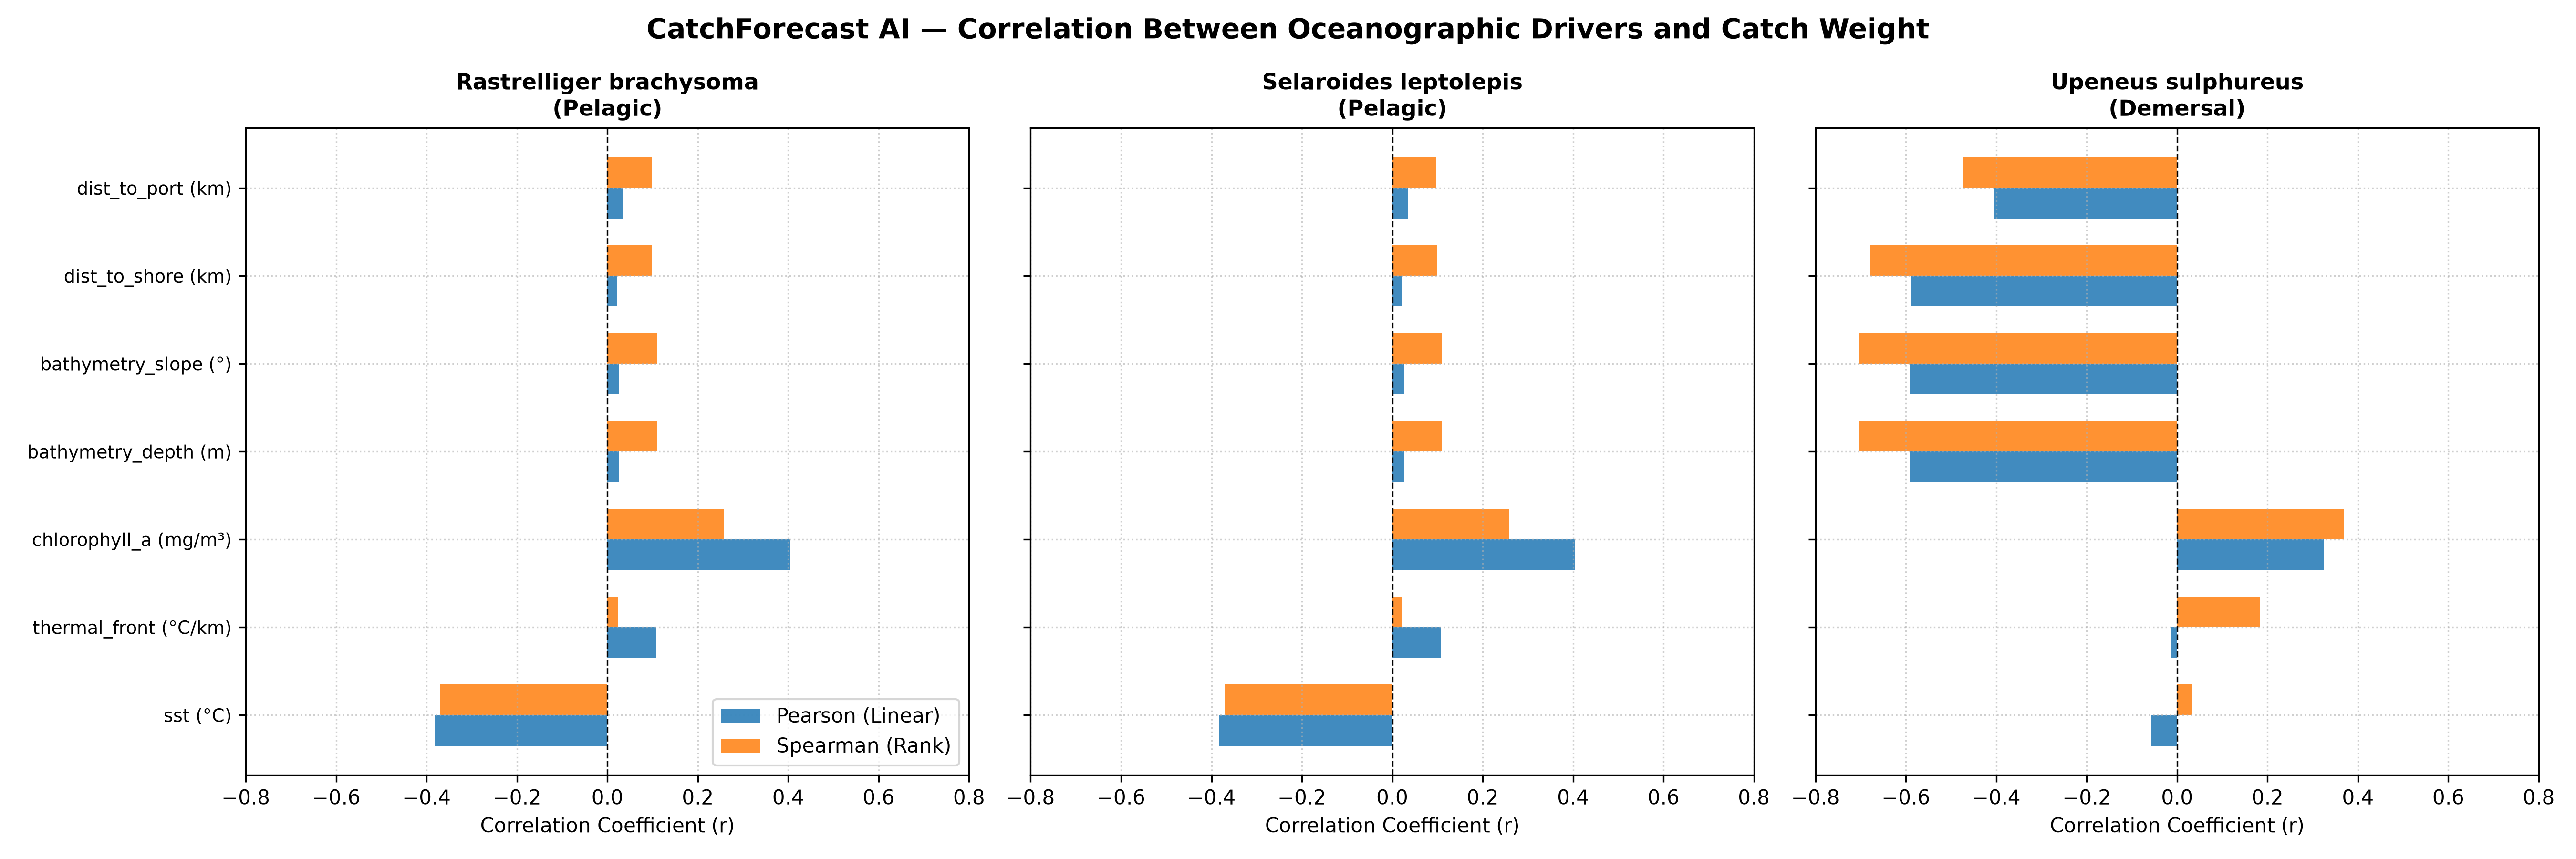 CatchForecast AI — Correlation Between Oceanographic Drivers and Catch Weight
Rastrelliger brachysoma
(Pelagic)
dist_to_port (km)
dist_to_shore (km)
bathymetry_slope (°)
bathymetry_depth (m)
chlorophyll_a (mg/m³)
thermal_front (°C/km)
sst (°C)
Pearson (Linear)
Spearman (Rank)
−0.8 −0.6 −0.4 −0.2 0.0 0.2 0.4 0.6 0.8
Correlation Coefficient (r)
Selaroides leptolepis
(Pelagic)
−0.8 −0.6 −0.4 −0.2 0.0 0.2 0.4 0.6 0.8
Correlation Coefficient (r)
Upeneus sulphureus
(Demersal)
−0.8 −0.6 −0.4 −0.2 0.0 0.2 0.4 0.6 0.8
Correlation Coefficient (r)